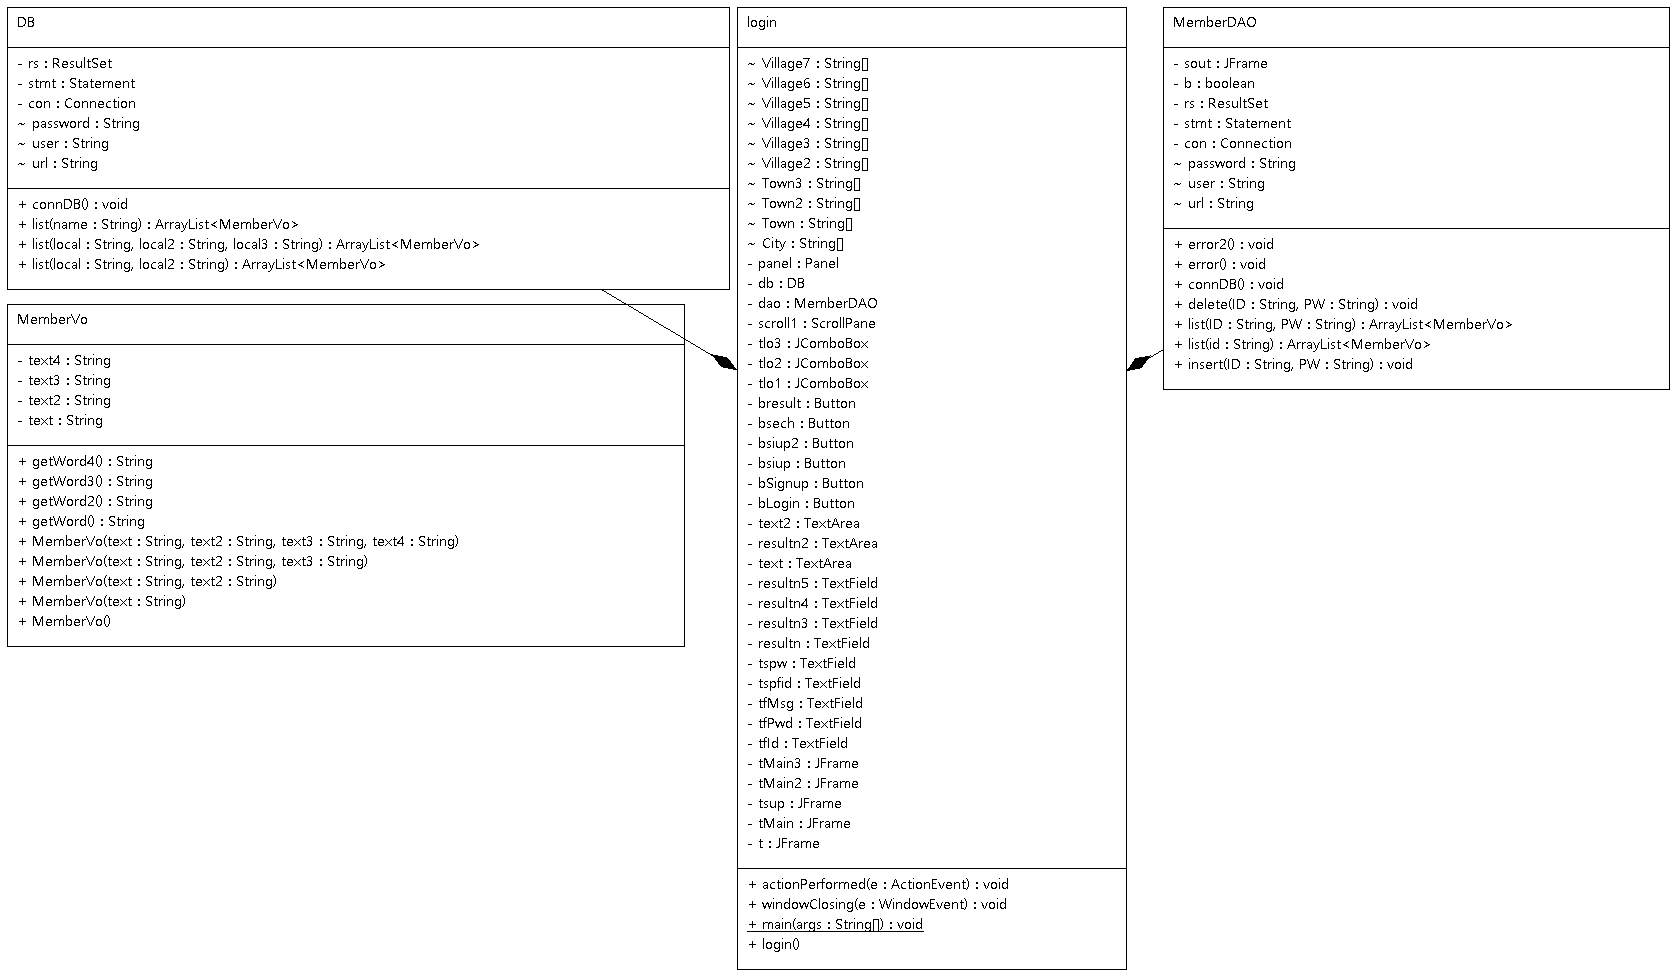 DB
- rs : ResultSet
- stmt : Statement
- con : Connection
~ password : String
~ user : String
~ url : String
+ connDB() : void
+ list(name : String) : ArrayList<MemberVo>
+ list(local : String, local2 : String, local3 : String) : ArrayList<MemberVo>
+ list(local : String, local2 : String) : ArrayList<MemberVo>
MemberVo
- text4 : String
- text3 : String
- text2 : String
- text : String
+ getWord4() : String
+ getWord3() : String
+ getWord2() : String
+ getWord() : String
+ MemberVo(text : String, text2 : String, text3 : String, text4 : String)
+ MemberVo(text : String, text2 : String, text3 : String)
+ MemberVo(text : String, text2 : String)
+ MemberVo(text : String)
+ MemberVo()
login
~ Village7 : String[]
~ Village6 : String[]
~ Village5 : String[]
~ Village4 : String[]
~ Village3 : String[]
~ Village2 : String[]
~ Town3 : String[]
~ Town2 : String[]
~ Town : String[]
~ City : String[]
- panel : Panel
- db : DB
- dao : MemberDAO
- scroll1 : ScrollPane
- tlo3 : JComboBox
- tlo2 : JComboBox
- tlo1 : JComboBox
- bresult : Button
- bsech : Button
- bsiup2 : Button
- bsiup : Button
- bSignup : Button
- bLogin : Button
- text2 : TextArea
- resultn2 : TextArea
- text : TextArea
- resultn5 : TextField
- resultn4 : TextField
- resultn3 : TextField
- resultn : TextField
- tspw : TextField
- tspfid : TextField
- tfMsg : TextField
- tfPwd : TextField
- tfId : TextField
- tMain3 : JFrame
- tMain2 : JFrame
- tsup : JFrame
- tMain : JFrame
- t : JFrame
+ actionPerformed(e : ActionEvent) : void
+ windowClosing(e : WindowEvent) : void
+ main(args : String[]) : void
+ login()
MemberDAO
- sout : JFrame
- b : boolean
- rs : ResultSet
- stmt : Statement
- con : Connection
~ password : String
~ user : String
~ url : String
+ error2() : void
+ error() : void
+ connDB() : void
+ delete(ID : String, PW : String) : void
+ list(ID : String, PW : String) : ArrayList<MemberVo>
+ list(id : String) : ArrayList<MemberVo>
+ insert(ID : String, PW : String) : void